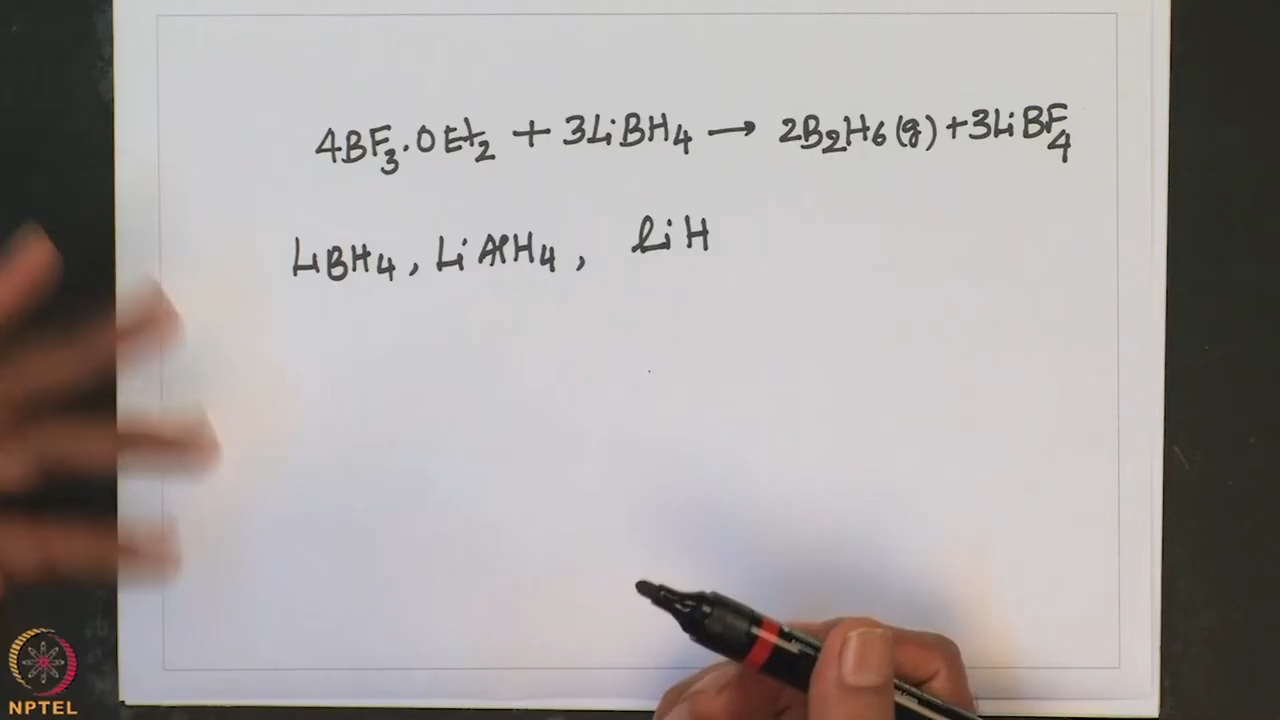 4BF3.OEt2 + 3LiBH4 → 2B2H6(g) + 3LiBF4
LiBH4, LiAlH4, LiH
NPTEL